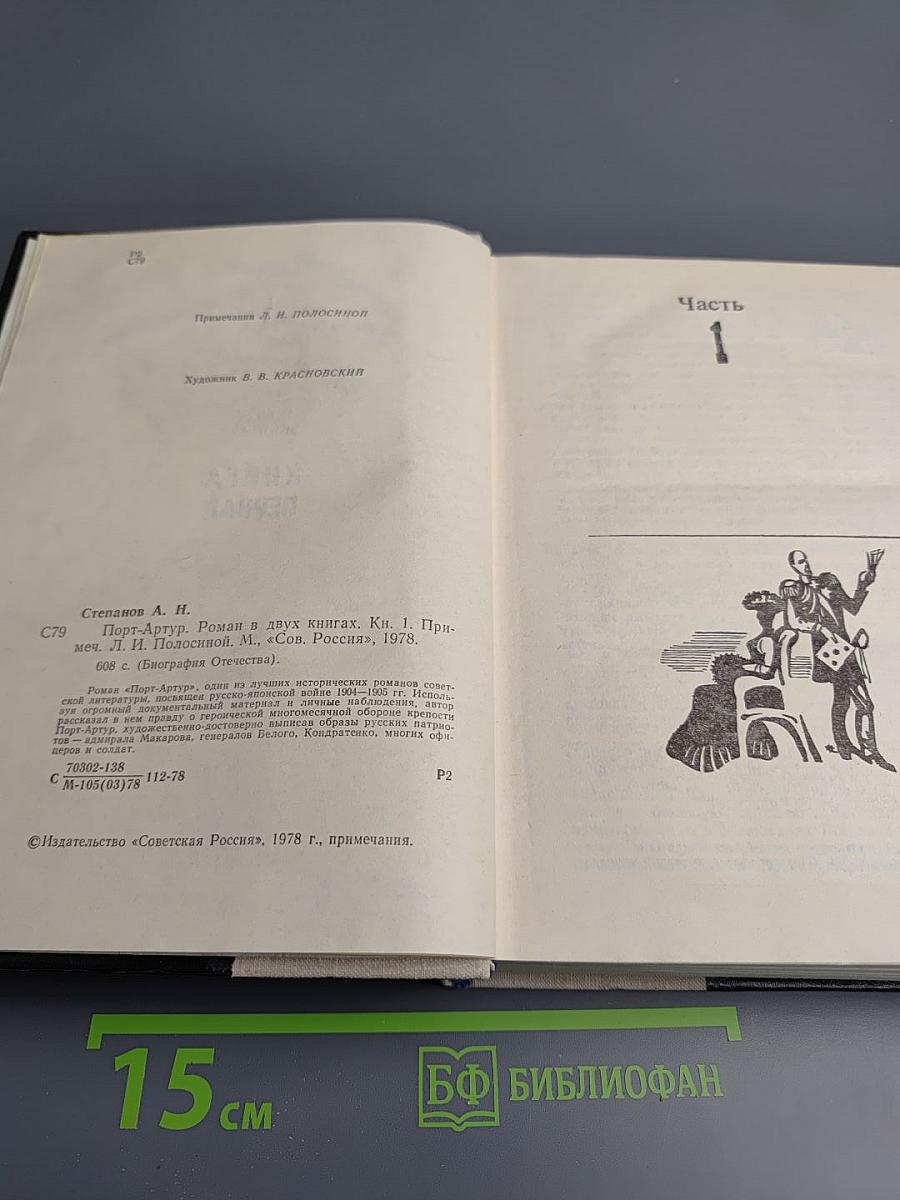 Р2
С79
Примечания Л. И. ПОЛОСИНОЙ
Художник В. В. КРАСНОВСКИЙ
Степанов А. Н.
С79 Порт-Артур. Роман в двух книгах. Кн. 1. При-
меч. Л. И. Полосиной. М., «Сов. Россия», 1978.
608 с. (Биография Отечества).
Роман «Порт-Артур», один из лучших исторических романов совет-
ской литературы, посвящен русско-японской войне 1904—1905 гг. Исполь-
зуя огромный документальный материал и личные наблюдения, автор
рассказал в нем правду о героической многомесячной обороне крепости
Порт-Артур, художественно-достоверно выписав образы русских патрио-
тов — адмирала Макарова, генералов Белого, Кондратенко, многих офи-
церов и солдат.
С 70302-138
М-105(03)78 112-78 Р2
©Издательство «Советская Россия», 1978 г., примечания.
Часть
1
15 см
БФ БИБЛИОФАН